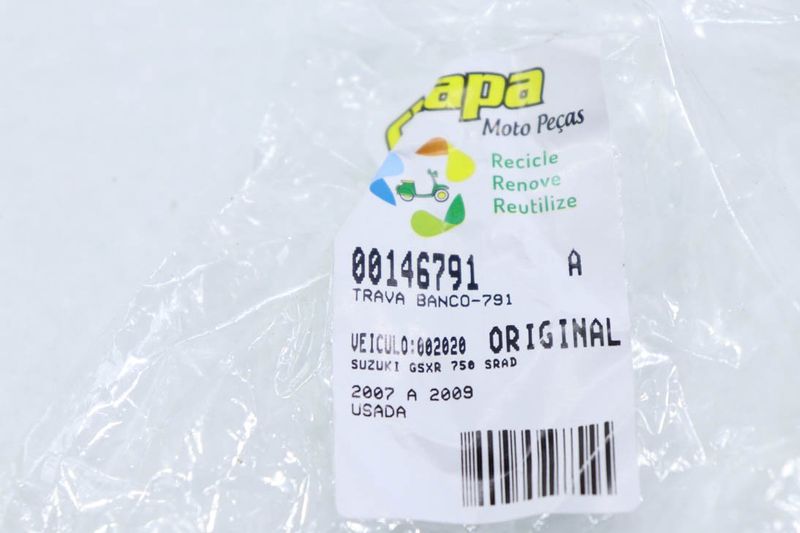 apa
Moto Peças
Recicle
Renove
Reutilize
00146791 A
TRAVA BANCO-791
VEICULO:002020 ORIGINAL
SUZUKI GSXR 750 SRAD
2007 A 2009
USADA